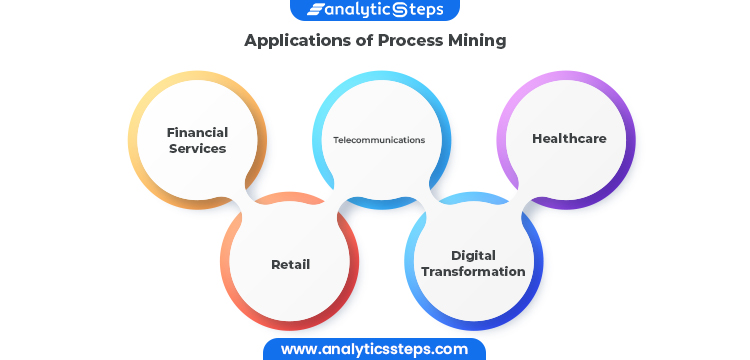 analyticSteps
Applications of Process Mining
Financial
Services
Telecommunications
Healthcare
Retail
Digital
Transformation
www.analyticssteps.com